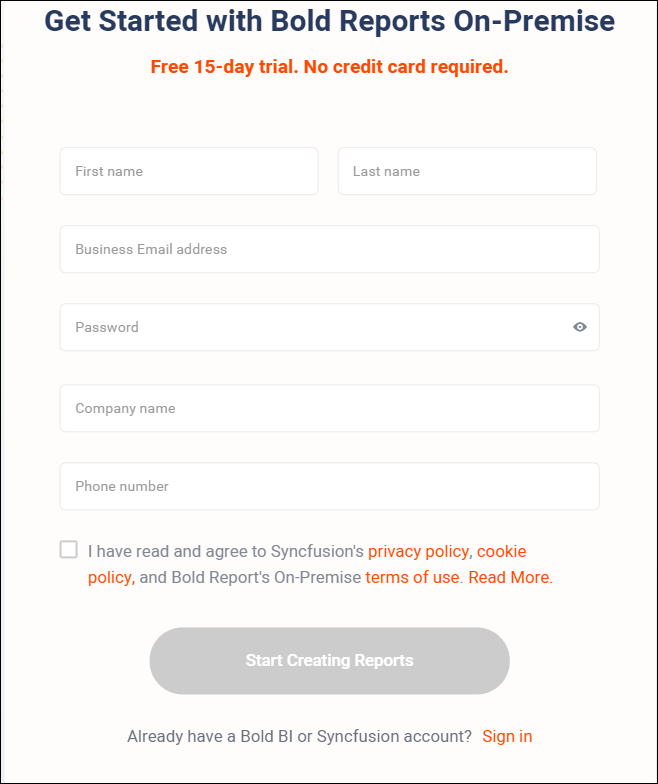 Get Started with Bold Reports On-Premise
Free 15-day trial. No credit card required.
First name
Last name
Business Email address
Password
Company name
Phone number
I have read and agree to Syncfusion's privacy policy, cookie
policy, and Bold Report's On-Premise terms of use. Read More.
Start Creating Reports
Already have a Bold BI or Syncfusion account? Sign in